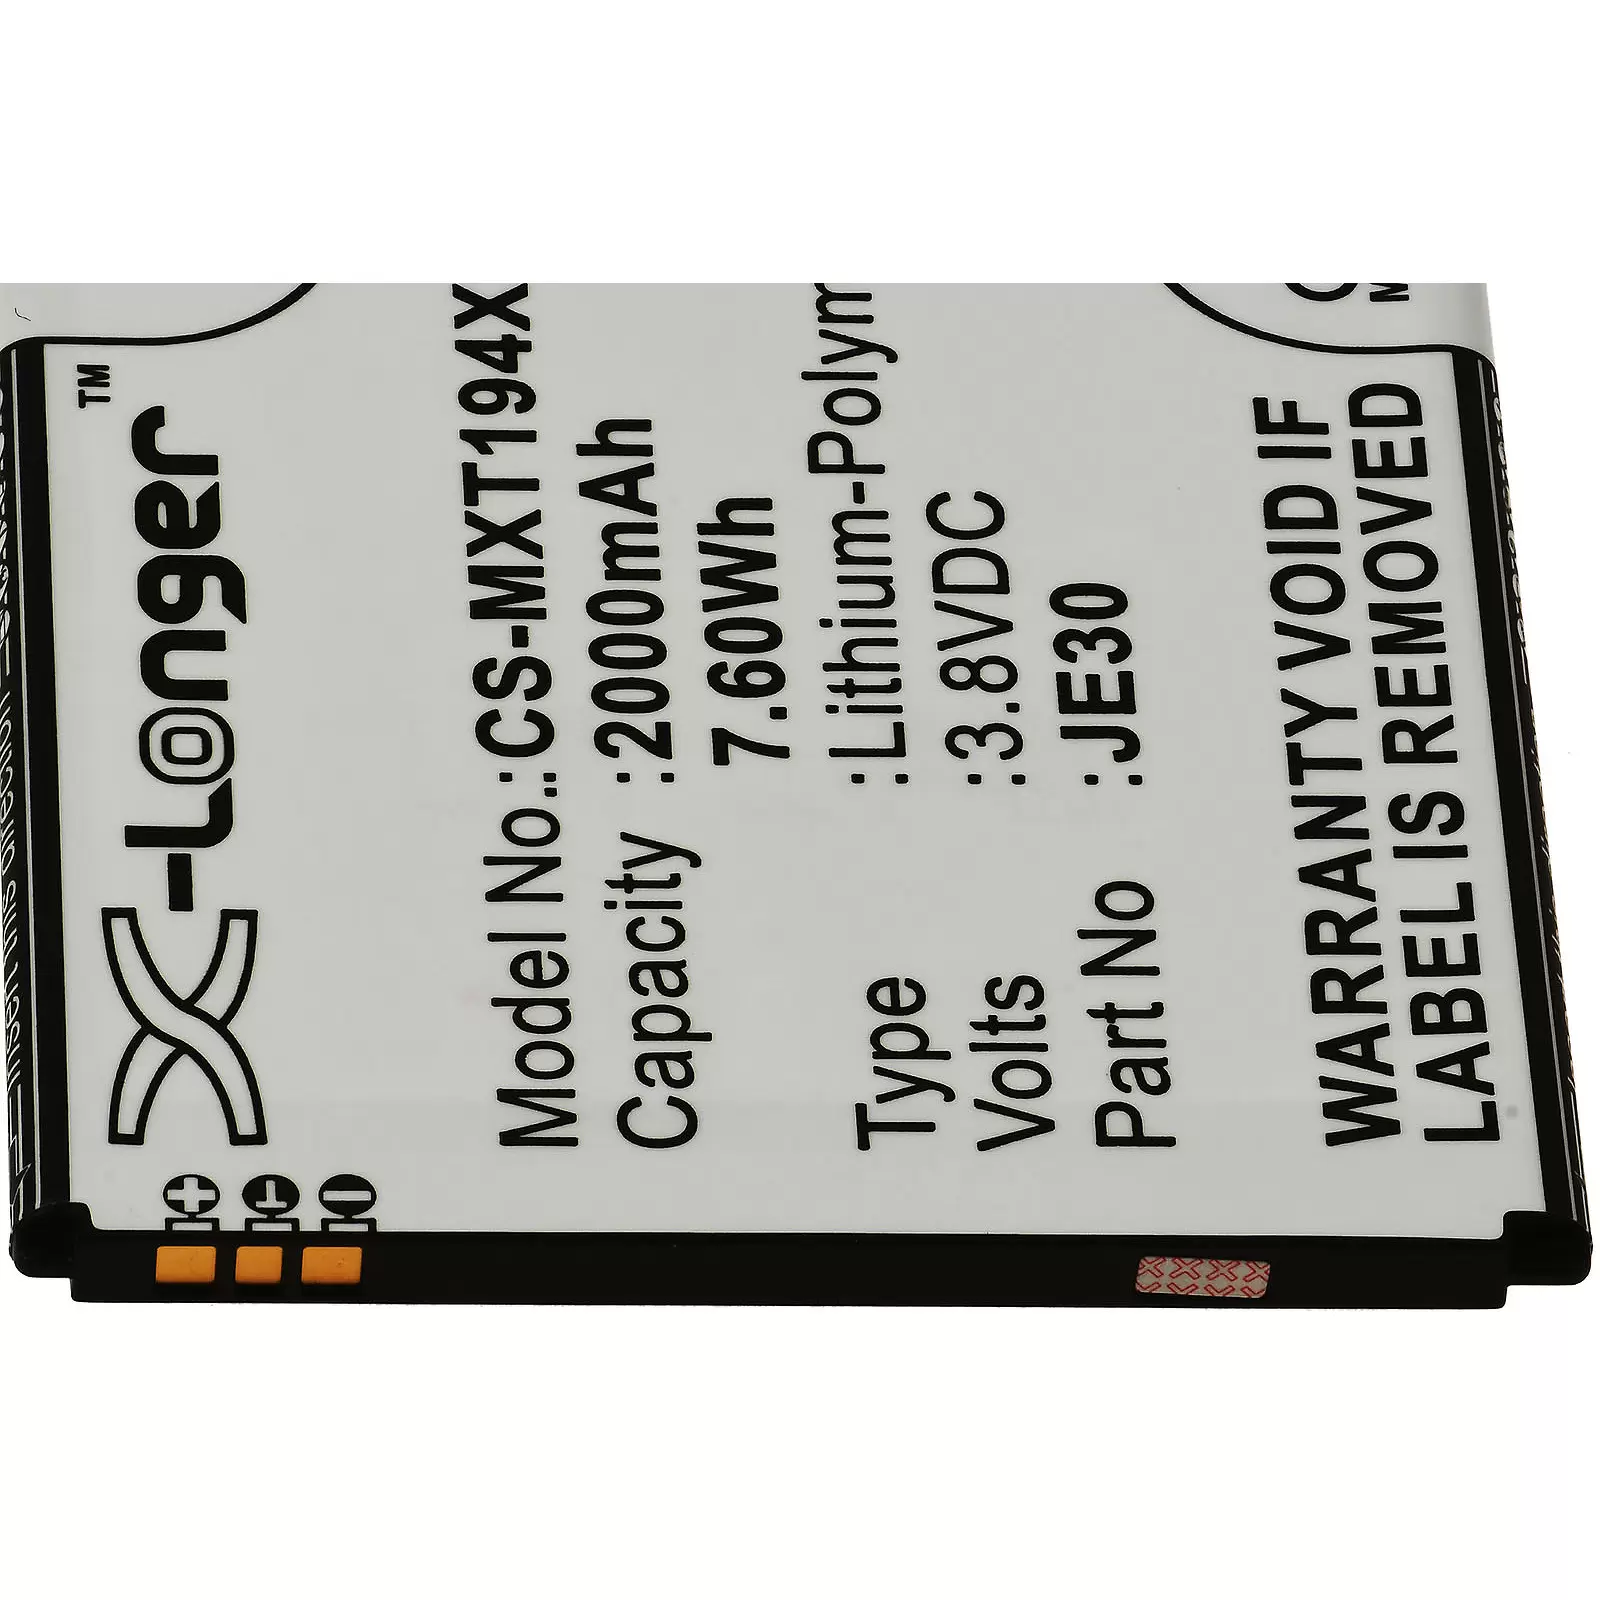 X-Longer™
Model No.:CS-MXT194X
Capacity :2000mAh
7.60Wh
Type :Lithium-Polym
Volts :3.8VDC
Part No :JE30
WARRANTY VOID IF
LABEL IS REMOVED